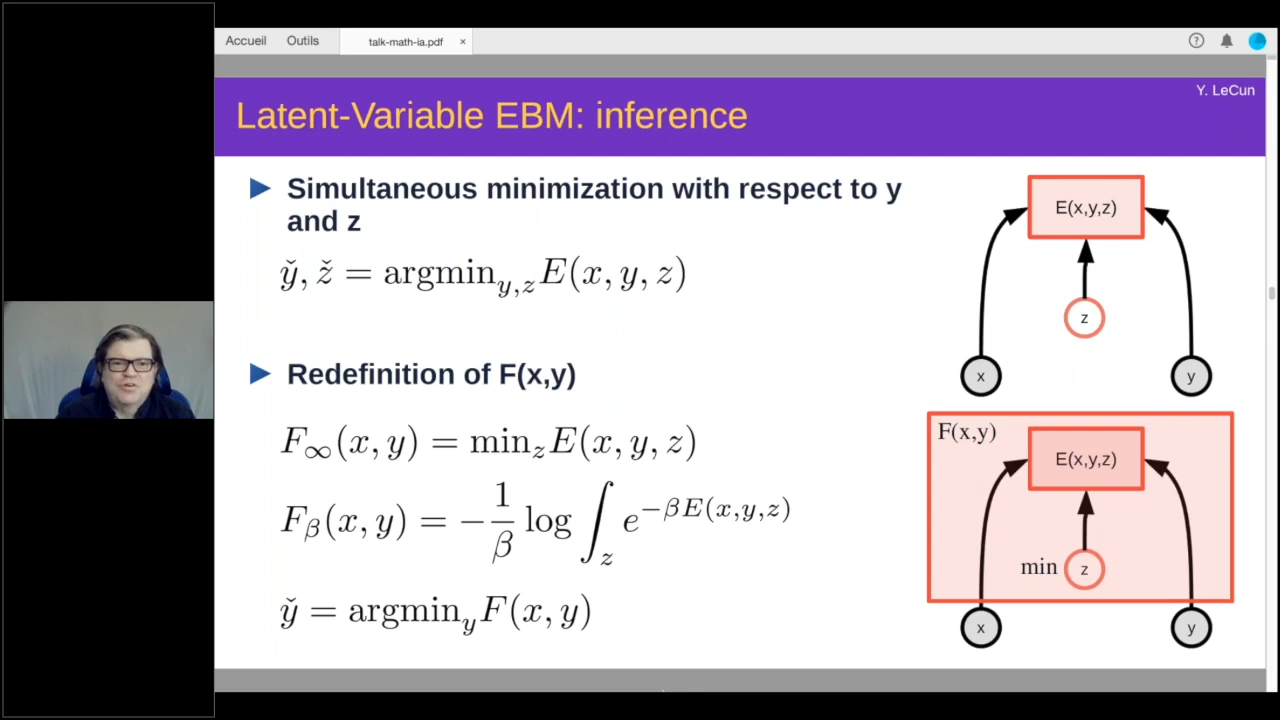 Accueil Outils talk-math-ia.pdf ×
Y. LeCun
Latent-Variable EBM: inference
► Simultaneous minimization with respect to y
and z
y̌, ž = argmin_{y,z} E(x, y, z)
► Redefinition of F(x,y)
F_∞(x, y) = min_z E(x, y, z)
F_β(x, y) = −\frac{1}{β} log ∫_z e^{−βE(x,y,z)}
y̌ = argmin_y F(x, y)
E(x,y,z)
z
x y
F(x,y)
E(x,y,z)
min z
x y